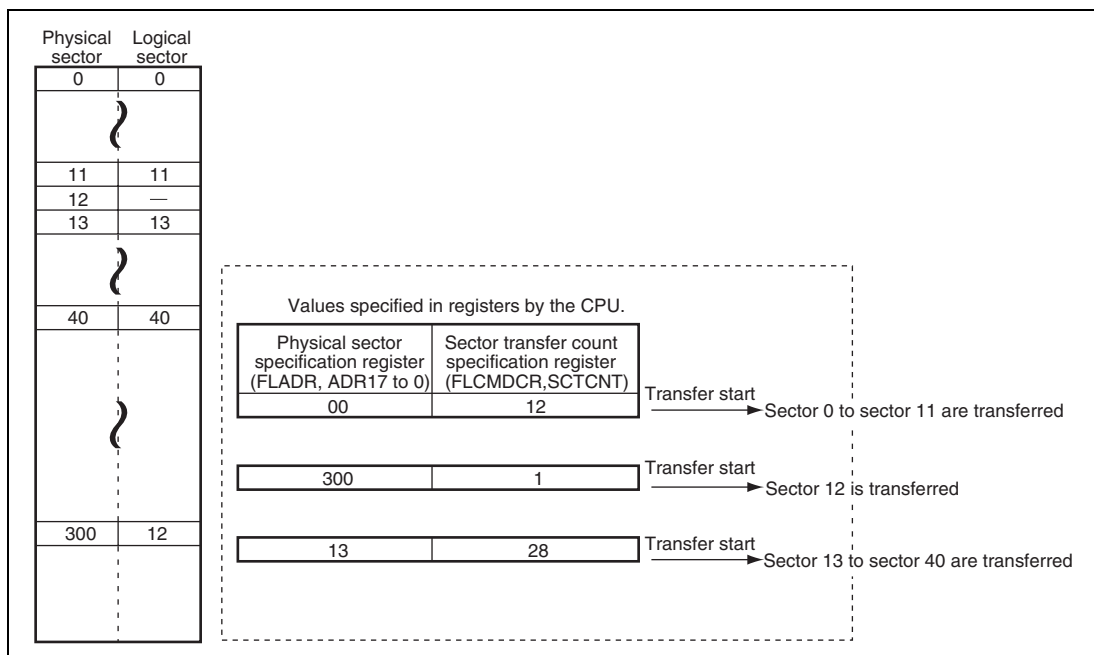 Physical sector Logical sector
0 0
11 11
12 —
13 13
40 40
300 12
Values specified in registers by the CPU.
Physical sector specification register (FLADR, ADR17 to 0) Sector transfer count specification register (FLCMDCR,SCTCNT)
00 12
Transfer start
Sector 0 to sector 11 are transferred
300 1
Transfer start
Sector 12 is transferred
13 28
Transfer start
Sector 13 to sector 40 are transferred